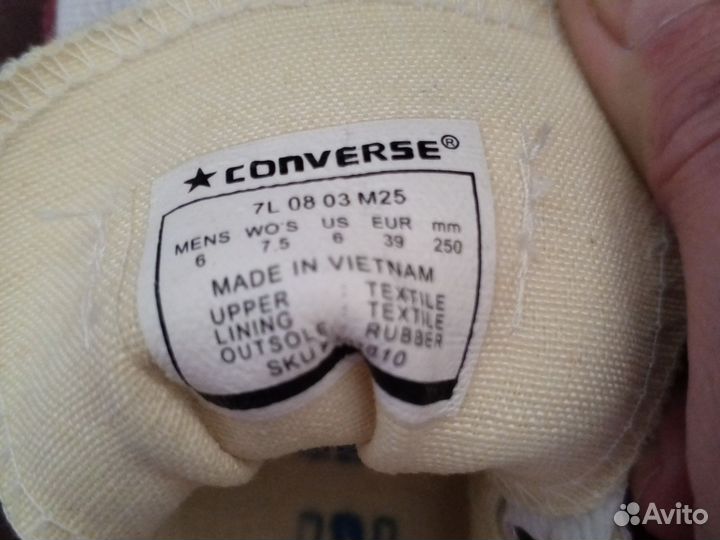 ★ CONVERSE®
7L 08 03 M25
MENS WO'S US EUR mm
6 7.5 6 39 250
MADE IN VIETNAM
UPPER : TEXTILE
LINING : TEXTILE
OUTSOLE RUBBER
SKU
Avito